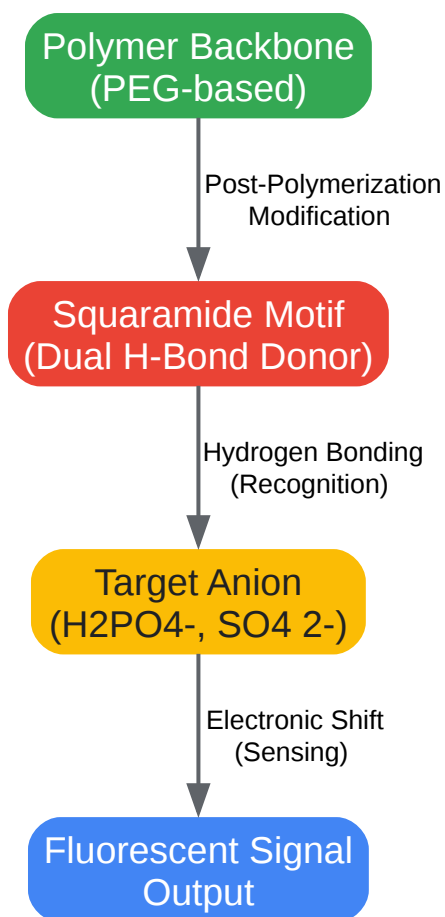 Polymer Backbone
(PEG-based)
Post-Polymerization
Modification
Squaramide Motif
(Dual H-Bond Donor)
Hydrogen Bonding
(Recognition)
Target Anion
(H2PO4-, SO4 2-)
Electronic Shift
(Sensing)
Fluorescent Signal
Output